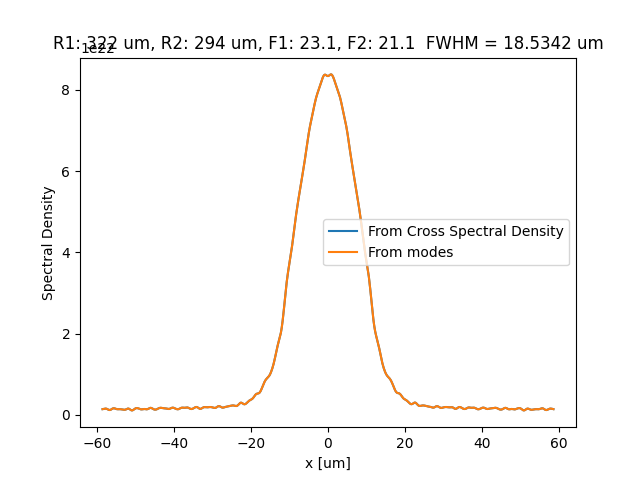 R1: 322 um, R2: 294 um, F1: 23.1, F2: 21.1  FWHM = 18.5342 um
1e22
8
6
4
2
0
Spectral Density
From Cross Spectral Density
From modes
−60 −40 −20 0 20 40 60
x [um]